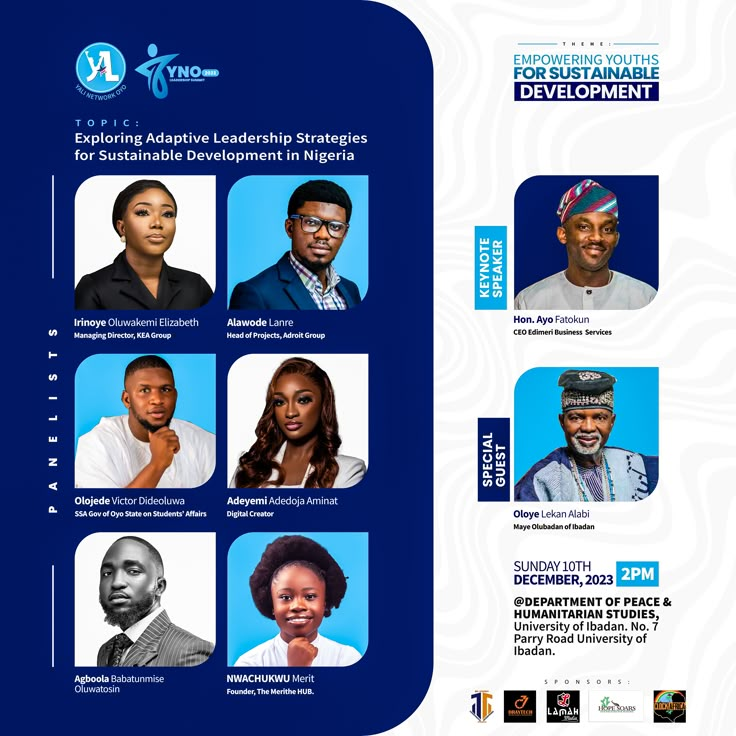 YAL
YALI NETWORK OYO
YNO
LEADERSHIP SUMMIT
TOPIC:
Exploring Adaptive Leadership Strategies
for Sustainable Development in Nigeria
PANELISTS
Irinoye Oluwakemi Elizabeth
Managing Director, KEA Group
Alawode Lanre
Head of Projects, Adroit Group
Olojede Victor Dideoluwa
SSA Gov of Oyo State on Students' Affairs
Adeyemi Adedoja Aminat
Digital Creator
Agboola Babatunmise
Oluwatosin
NWACHUKWU Merit
Founder, The Merithe HUB.
THEME:
EMPOWERING YOUTHS
FOR SUSTAINABLE
DEVELOPMENT
KEYNOTE
SPEAKER
Hon. Ayo Fatokun
CEO Edimeri Business Services
SPECIAL
GUEST
Oloye Lekan Alabi
Maye Olubadan of Ibadan
SUNDAY 10TH
DECEMBER, 2023
2PM
@DEPARTMENT OF PEACE &
HUMANITARIAN STUDIES,
University of Ibadan. No. 7
Parry Road University of
Ibadan.
SPONSORS:
LAMAH
Media
HOPE SOARS